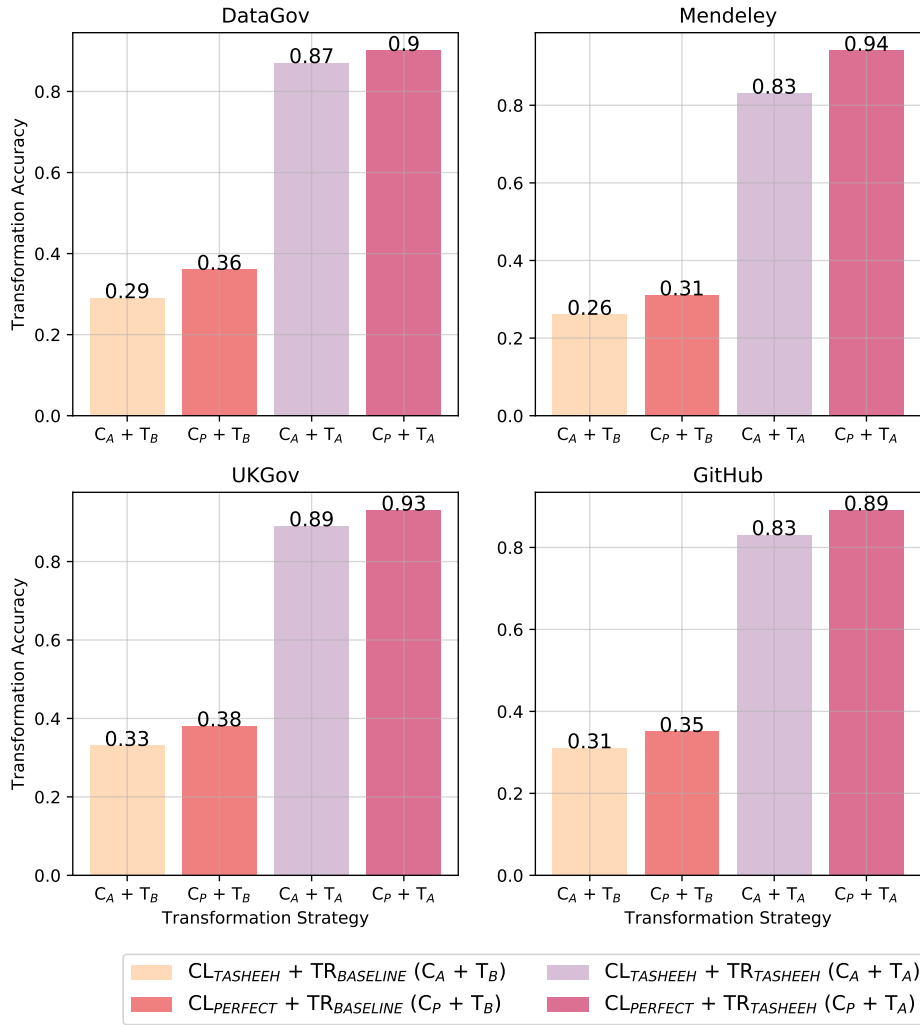 DataGov
Mendeley
Transformation Accuracy
0.8
0.6
0.4
0.2
0.0
0.29
0.36
0.87
0.9
C_A + T_B
C_P + T_B
C_A + T_A
C_P + T_A
0.8
0.6
0.4
0.2
0.0
0.26
0.31
0.83
0.94
C_A + T_B
C_P + T_B
C_A + T_A
C_P + T_A
UKGov
GitHub
Transformation Accuracy
0.8
0.6
0.4
0.2
0.0
0.33
0.38
0.89
0.93
C_A + T_B
C_P + T_B
C_A + T_A
C_P + T_A
Transformation Strategy
0.8
0.6
0.4
0.2
0.0
0.31
0.35
0.83
0.89
C_A + T_B
C_P + T_B
C_A + T_A
C_P + T_A
Transformation Strategy
CL_TASHEEH + TR_BASELINE (C_A + T_B)
CL_PERFECT + TR_BASELINE (C_P + T_B)
CL_TASHEEH + TR_TASHEEH (C_A + T_A)
CL_PERFECT + TR_TASHEEH (C_P + T_A)